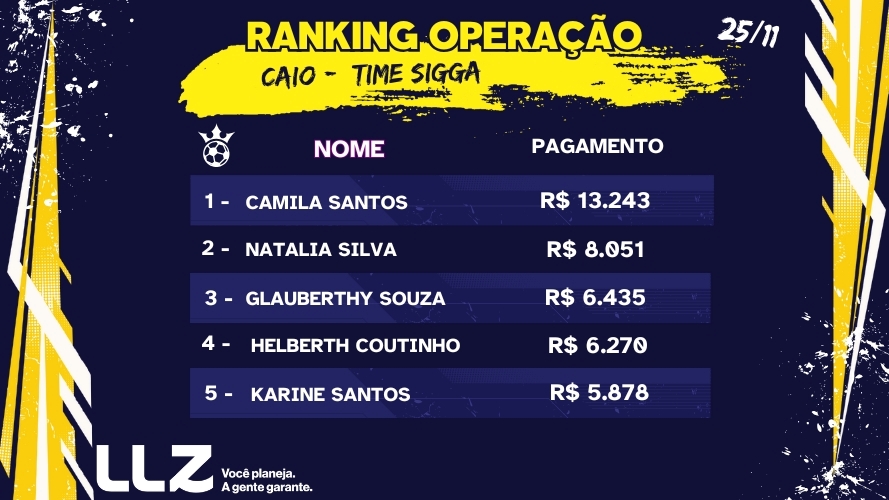 RANKING OPERAÇÃO
25/11
CAIO - TIME SIGGA
NOME PAGAMENTO
1 - CAMILA SANTOS R$ 13.243
2 - NATALIA SILVA R$ 8.051
3 - GLAUBERTHY SOUZA R$ 6.435
4 - HELBERTH COUTINHO R$ 6.270
5 - KARINE SANTOS R$ 5.878
LLZ
Você planeja.
A gente garante.